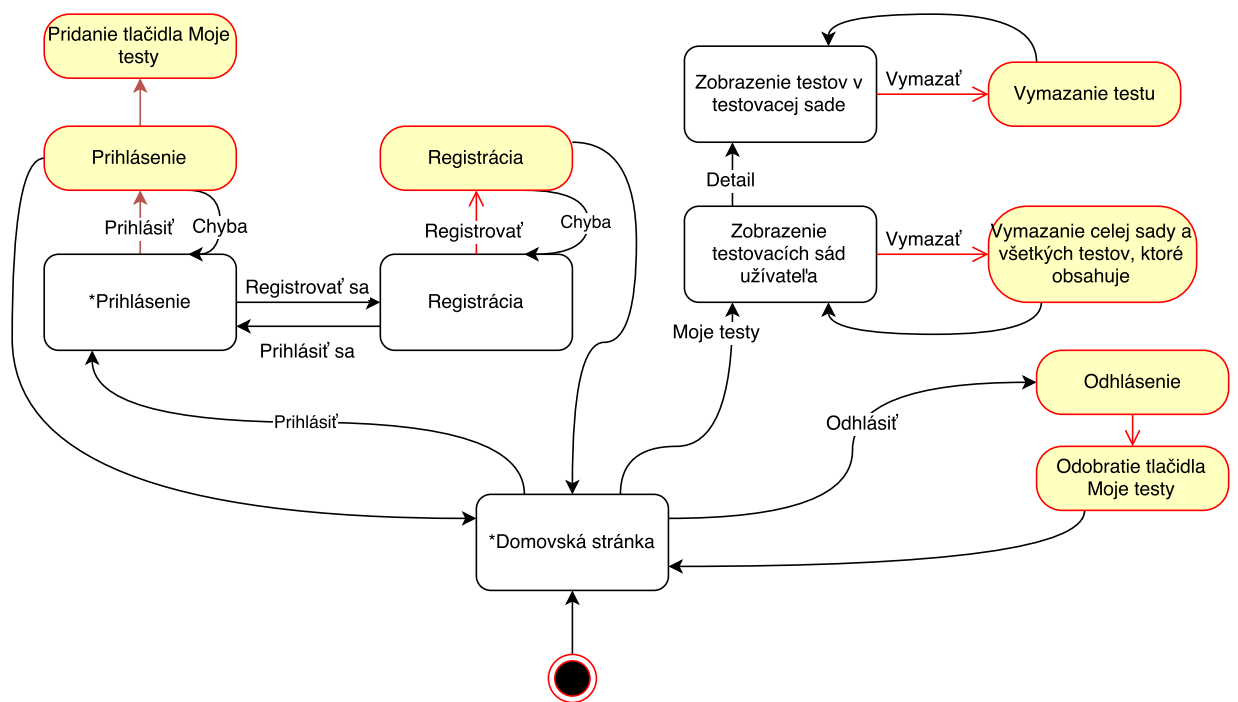 Pridanie tlačidla Moje
testy
Prihlásenie
Prihlásiť
Chyba
*Prihlásenie
Registrovať sa
Prihlásiť sa
Registrácia
Registrovať
Chyba
Registrácia
Zobrazenie testov v
testovacej sade
Vymazať
Vymazanie testu
Detail
Zobrazenie
testovacích sád
užívateľa
Vymazať
Vymazanie celej sady a
všetkých testov, ktoré
obsahuje
Moje testy
Prihlásiť
Odhlásiť
Odhlásenie
Odobratie tlačidla
Moje testy
*Domovská stránka